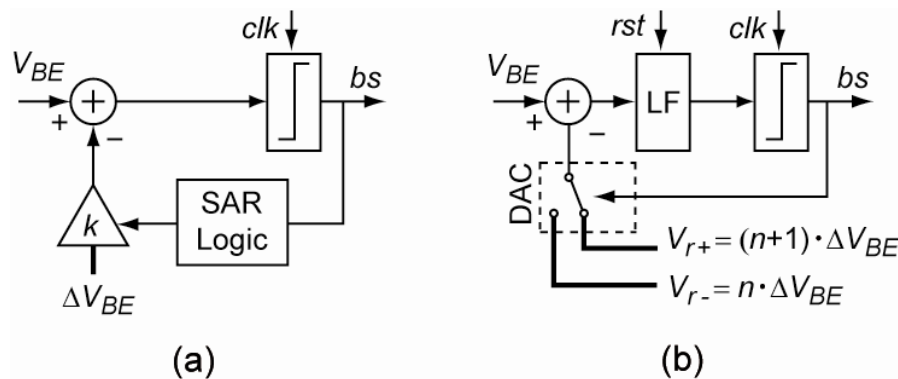 clk
V_BE
bs
+
+
−
k
SAR
Logic
ΔV_BE
(a)
rst
clk
V_BE
bs
+
LF
+
−
DAC
V_r+ = (n+1)·ΔV_BE
V_r- = n·ΔV_BE
(b)